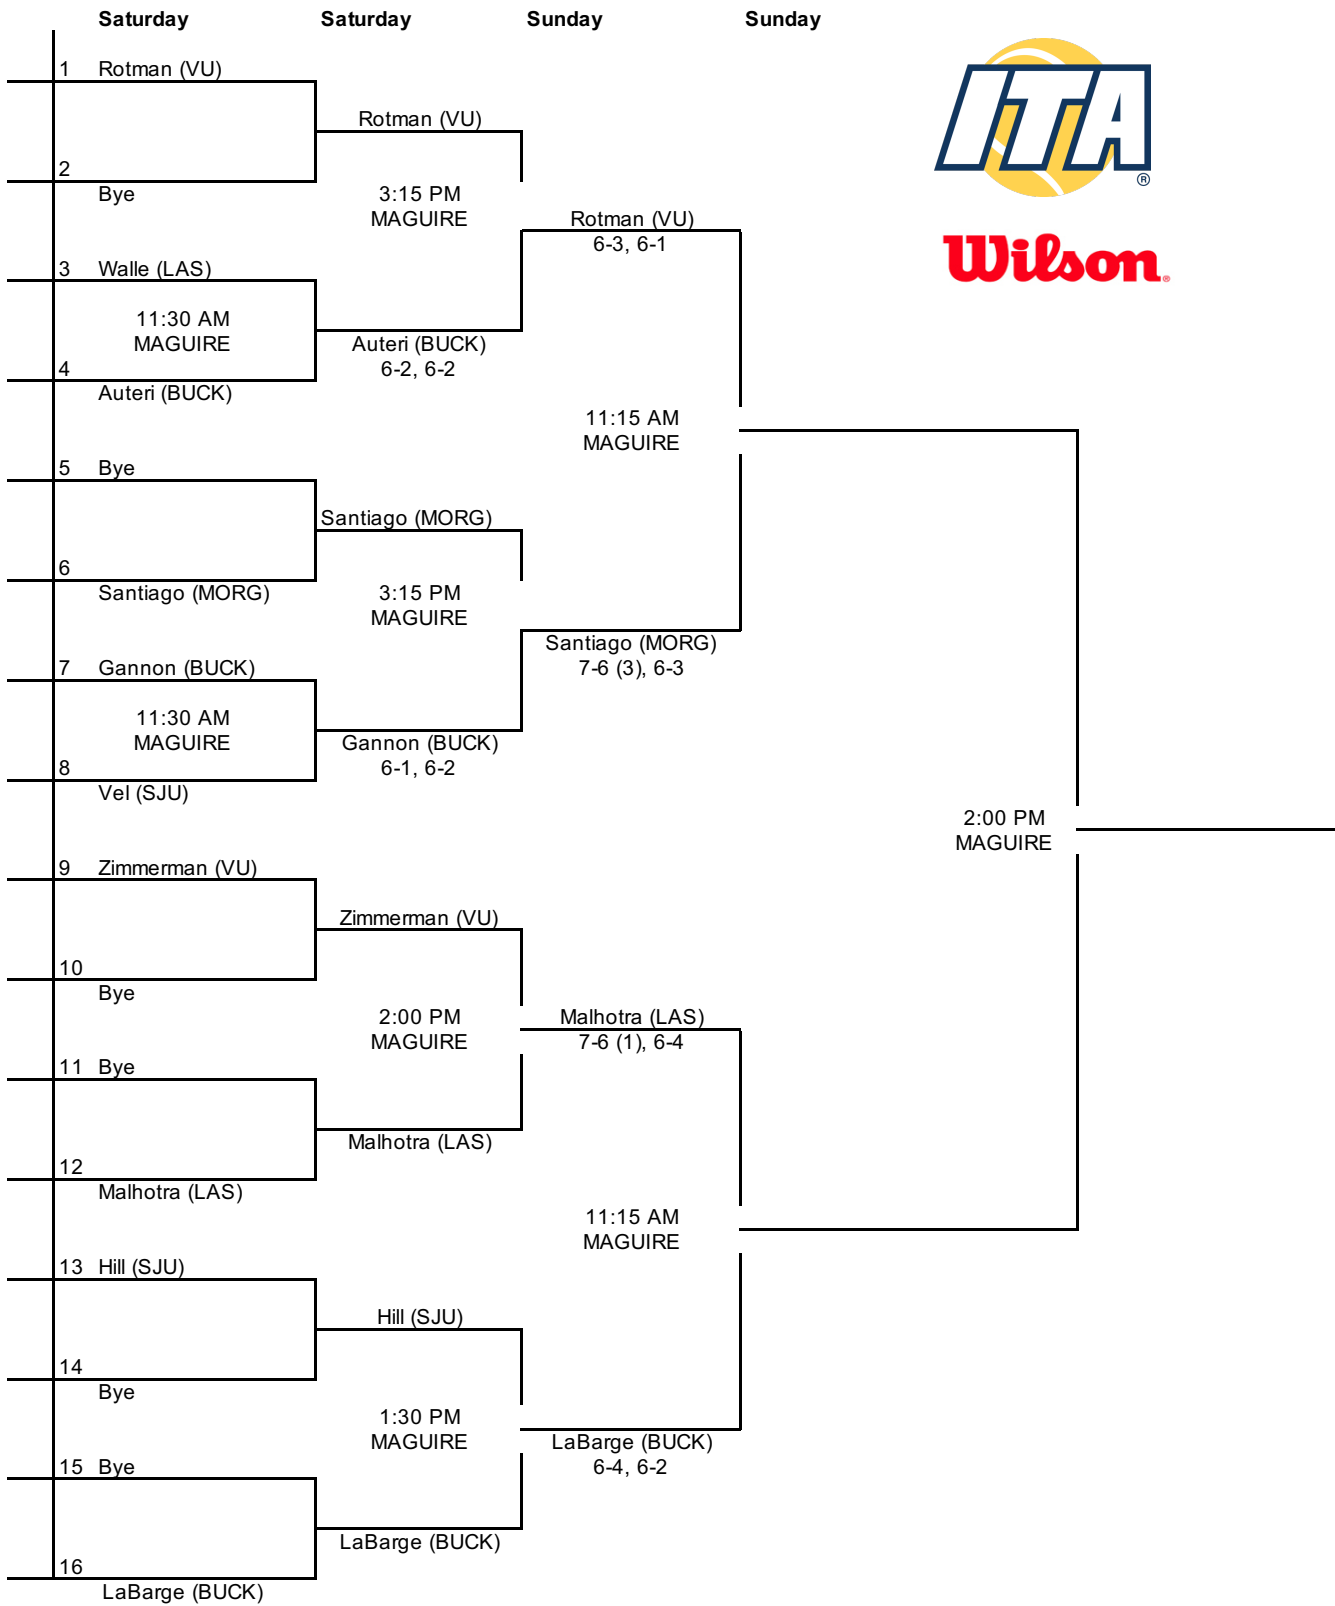 Saturday Saturday Sunday Sunday
ITA
®
Wilson.
1 Rotman (VU)
Rotman (VU)
2
Bye
3:15 PM
MAGUIRE
Rotman (VU)
6-3, 6-1
3 Walle (LAS)
11:30 AM
MAGUIRE
Auteri (BUCK)
6-2, 6-2
4
Auteri (BUCK)
11:15 AM
MAGUIRE
5 Bye
Santiago (MORG)
6
Santiago (MORG)
3:15 PM
MAGUIRE
Santiago (MORG)
7-6 (3), 6-3
7 Gannon (BUCK)
11:30 AM
MAGUIRE
Gannon (BUCK)
6-1, 6-2
8
Vel (SJU)
2:00 PM
MAGUIRE
9 Zimmerman (VU)
Zimmerman (VU)
10
Bye
2:00 PM
MAGUIRE
Malhotra (LAS)
7-6 (1), 6-4
11 Bye
Malhotra (LAS)
12
Malhotra (LAS)
11:15 AM
MAGUIRE
13 Hill (SJU)
Hill (SJU)
14
Bye
1:30 PM
MAGUIRE
LaBarge (BUCK)
6-4, 6-2
15 Bye
LaBarge (BUCK)
16
LaBarge (BUCK)